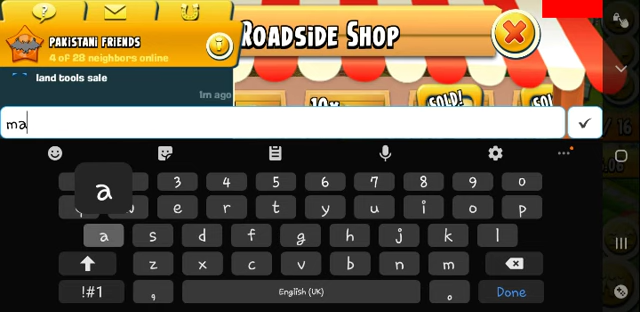 PAKISTANI FRIENDS
4 of 28 neighbors online
ROADSIDE SHOP
land tools sale
1m ago
10x
SOLD!
ma
a
3 4 5 6 7 8 9 0
e r t y u i o p
a s d f g h j k l
z x c v b n m
!#1 , English (UK) . Done